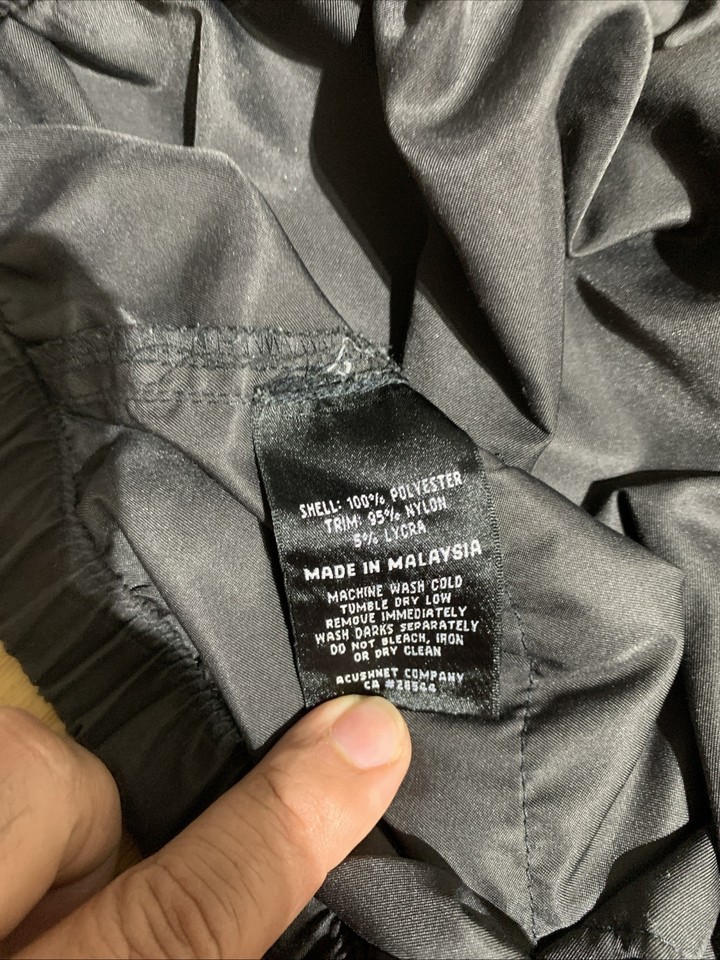 SHELL: 100% POLYESTER
TRIM: 95% NYLON
5% LYCRA
MADE IN MALAYSIA
MACHINE WASH COLD
TUMBLE DRY LOW
REMOVE IMMEDIATELY
WASH DARKS SEPARATELY
DO NOT BLEACH, IRON
OR DRY CLEAN
ACUSHNET COMPANY
CA #28544